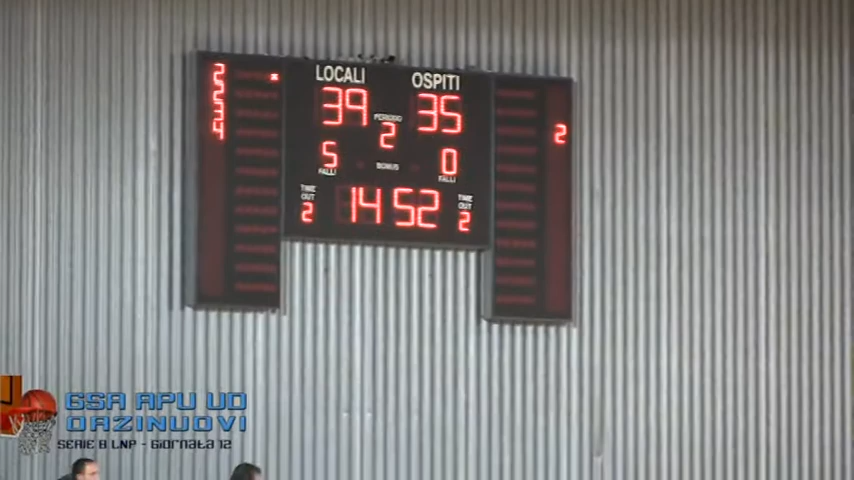 LOCALI OSPITI
39 PERIODO 35
2
5 BONUS 0
FALLI FALLI
TIME OUT 14 52 TIME OUT
2 2
2
GSA APU UD
ORZINUOVI
SERIE B LNP - GIORNATA 12